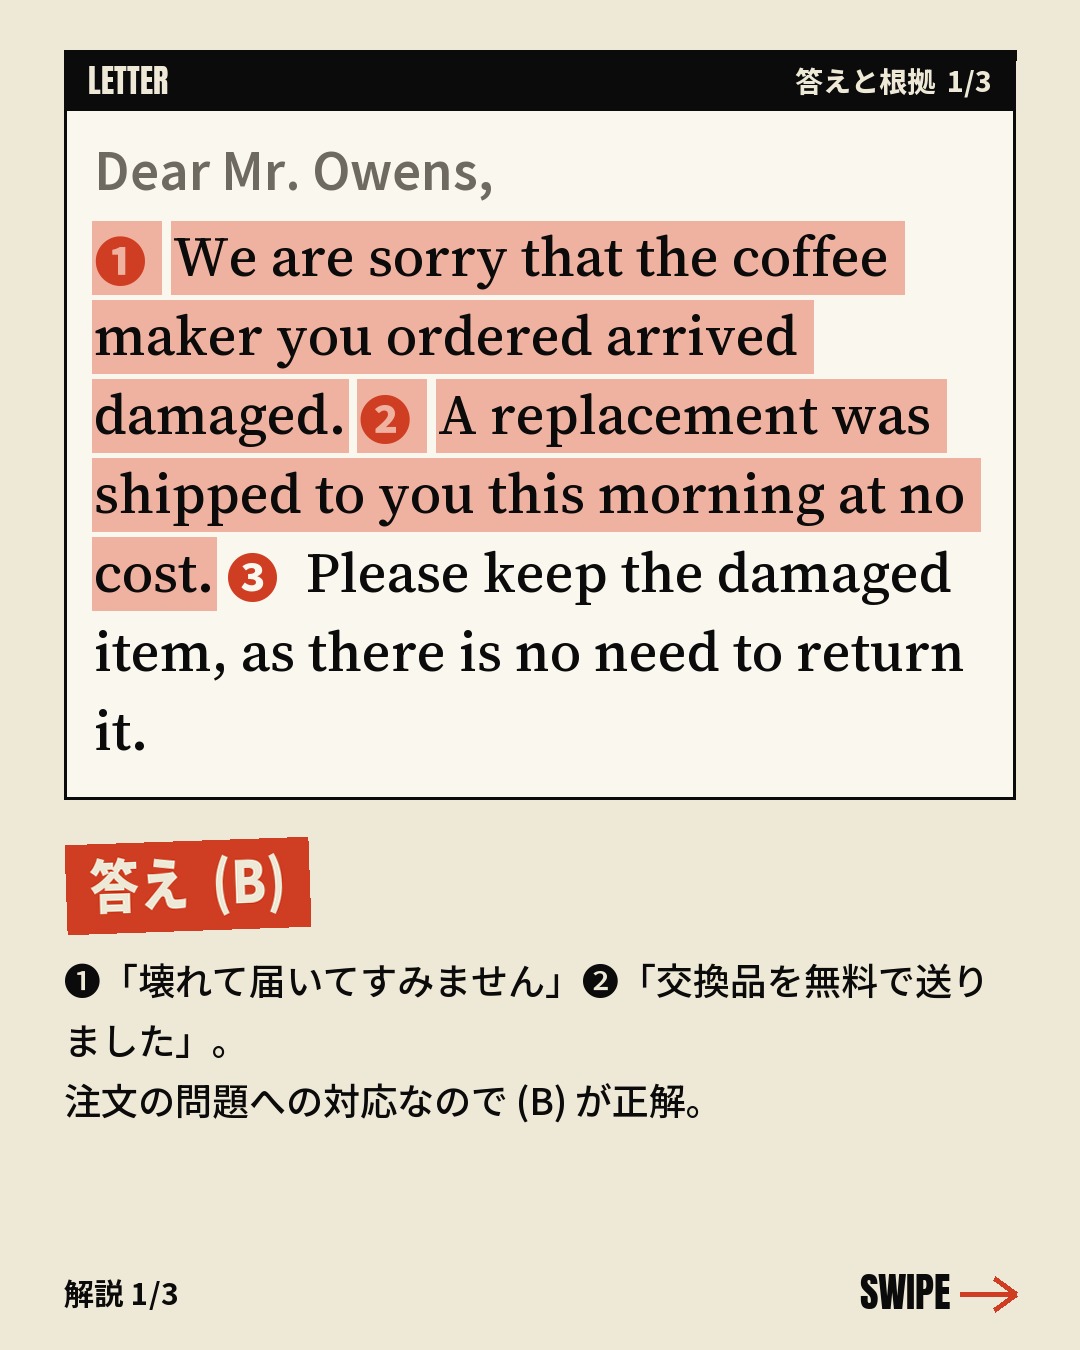 LETTER
答えと根拠 1/3
Dear Mr. Owens,
❶ We are sorry that the coffee
maker you ordered arrived
damaged. ❷ A replacement was
shipped to you this morning at no
cost. ❸ Please keep the damaged
item, as there is no need to return
it.
答え (B)
❶「壊れて届いてすみません」❷「交換品を無料で送り
ました」。
注文の問題への対応なので (B) が正解。
解説 1/3
SWIPE